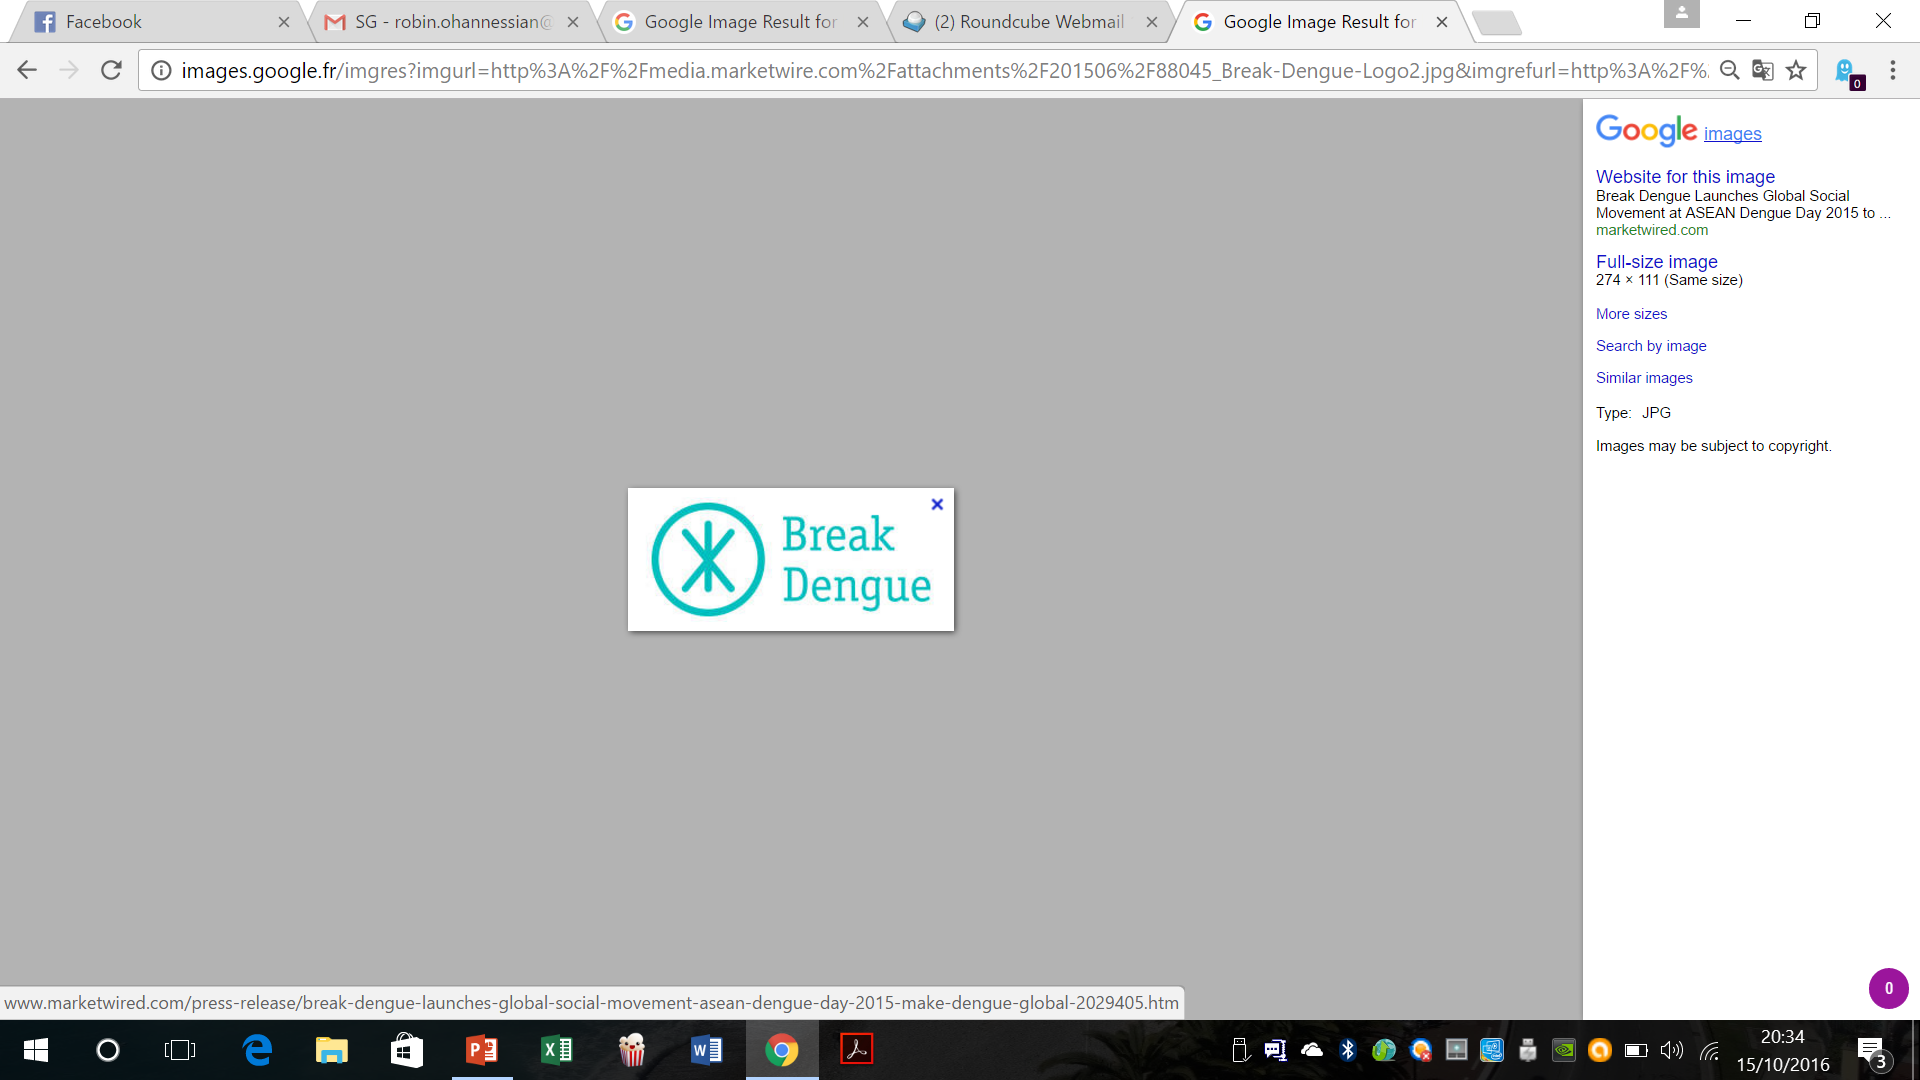 Facebook
SG - robin.ohannessian@
Google Image Result for
(2) Roundcube Webmail
Google Image Result for
images.google.fr/imgres?imgurl=http%3A%2F%2Fmedia.marketwire.com%2Fattachments%2F201506%2F88045_Break-Dengue-Logo2.jpg&imgrefurl=http%3A%2F%2
0
Google images
Website for this image
Break Dengue Launches Global Social
Movement at ASEAN Dengue Day 2015 to ...
marketwired.com
Full-size image
274 × 111 (Same size)
More sizes
Search by image
Similar images
Type: JPG
Images may be subject to copyright.
Break
Dengue
0
www.marketwired.com/press-release/break-dengue-launches-global-social-movement-asean-dengue-day-2015-make-dengue-global-2029405.htm
20:34
15/10/2016
3